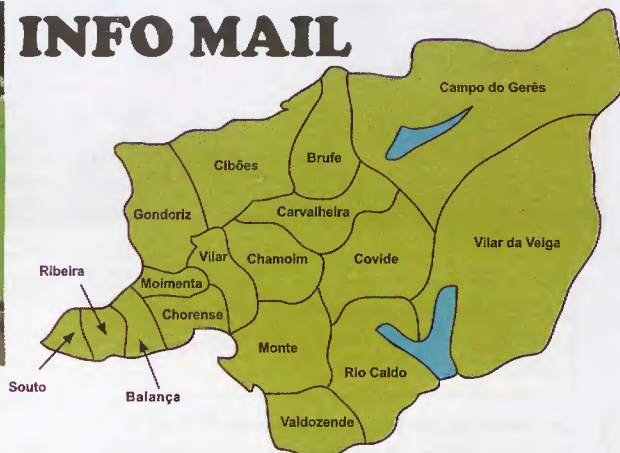 INFO MAIL
Campo do Gerês
Brufe
Cibões
Carvalheira
Gondoriz
Vilar da Veiga
Vilar
Chamoim
Covide
Ribeira
Moimenta
Chorense
Monte
Rio Caldo
Souto
Balança
Valdozende